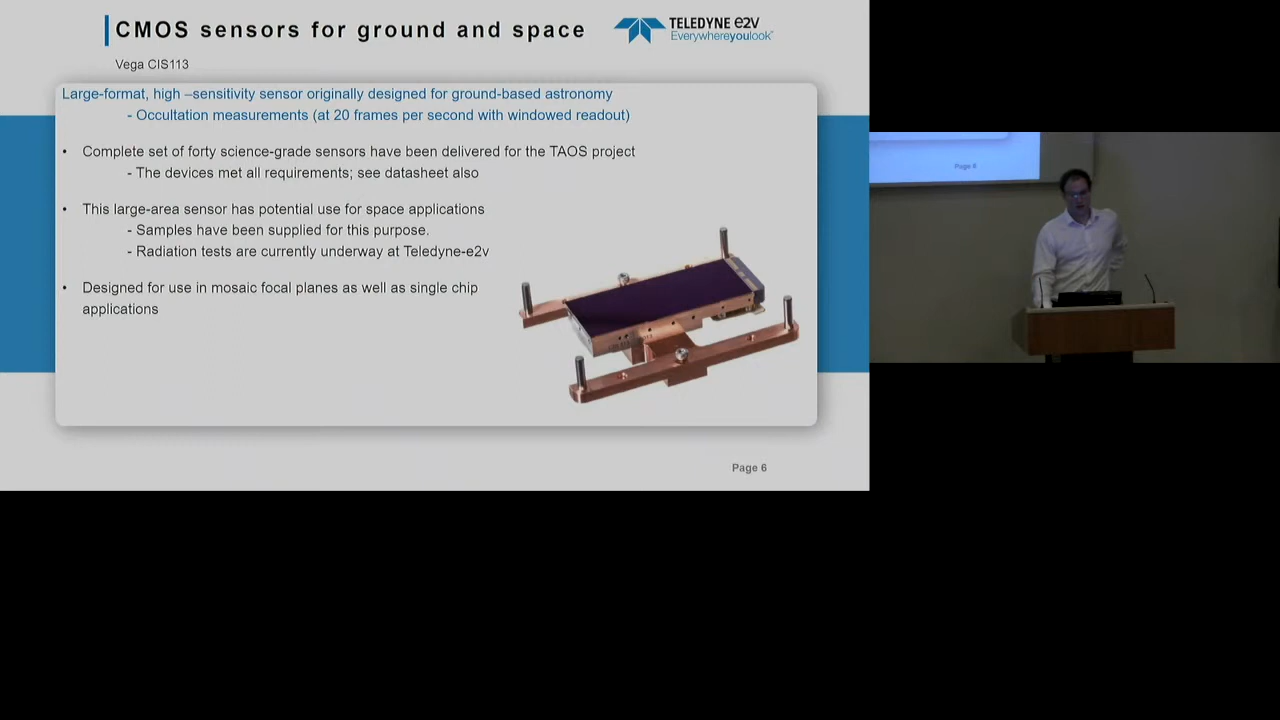 CMOS sensors for ground and space
TELEDYNE e2v
Everywhereyoulook™
Vega CIS113
Large-format, high –sensitivity sensor originally designed for ground-based astronomy
- Occultation measurements (at 20 frames per second with windowed readout)
• Complete set of forty science-grade sensors have been delivered for the TAOS project
- The devices met all requirements; see datasheet also
• This large-area sensor has potential use for space applications
- Samples have been supplied for this purpose.
- Radiation tests are currently underway at Teledyne-e2v
• Designed for use in mosaic focal planes as well as single chip
applications
Page 6
Page 6